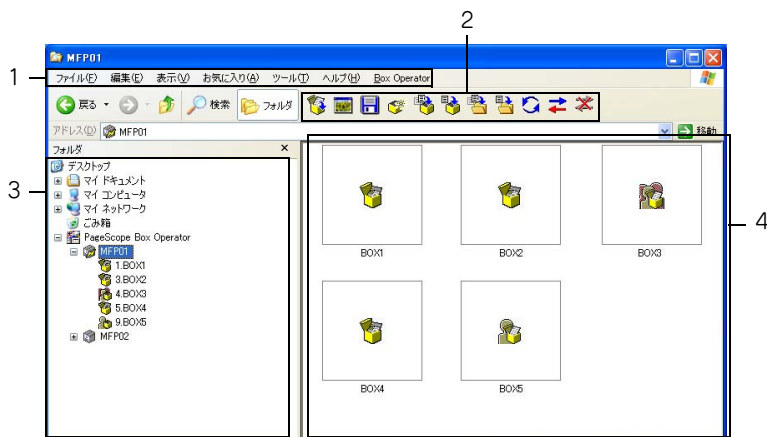 2
MFP01
1
ファイル(F) 編集(E) 表示(V) お気に入り(A) ツール(T) ヘルプ(H) Box Operator
戻る 検索 フォルダ
アドレス(D) MFP01 移動
フォルダ ×
3
デスクトップ
マイ ドキュメント
マイ コンピュータ
マイ ネットワーク
ごみ箱
PageScope Box Operator
MFP01
1.BOX1
3.BOX2
4.BOX3
5.BOX4
9.BOX5
MFP02
4
BOX1 BOX2 BOX3
BOX4 BOX5